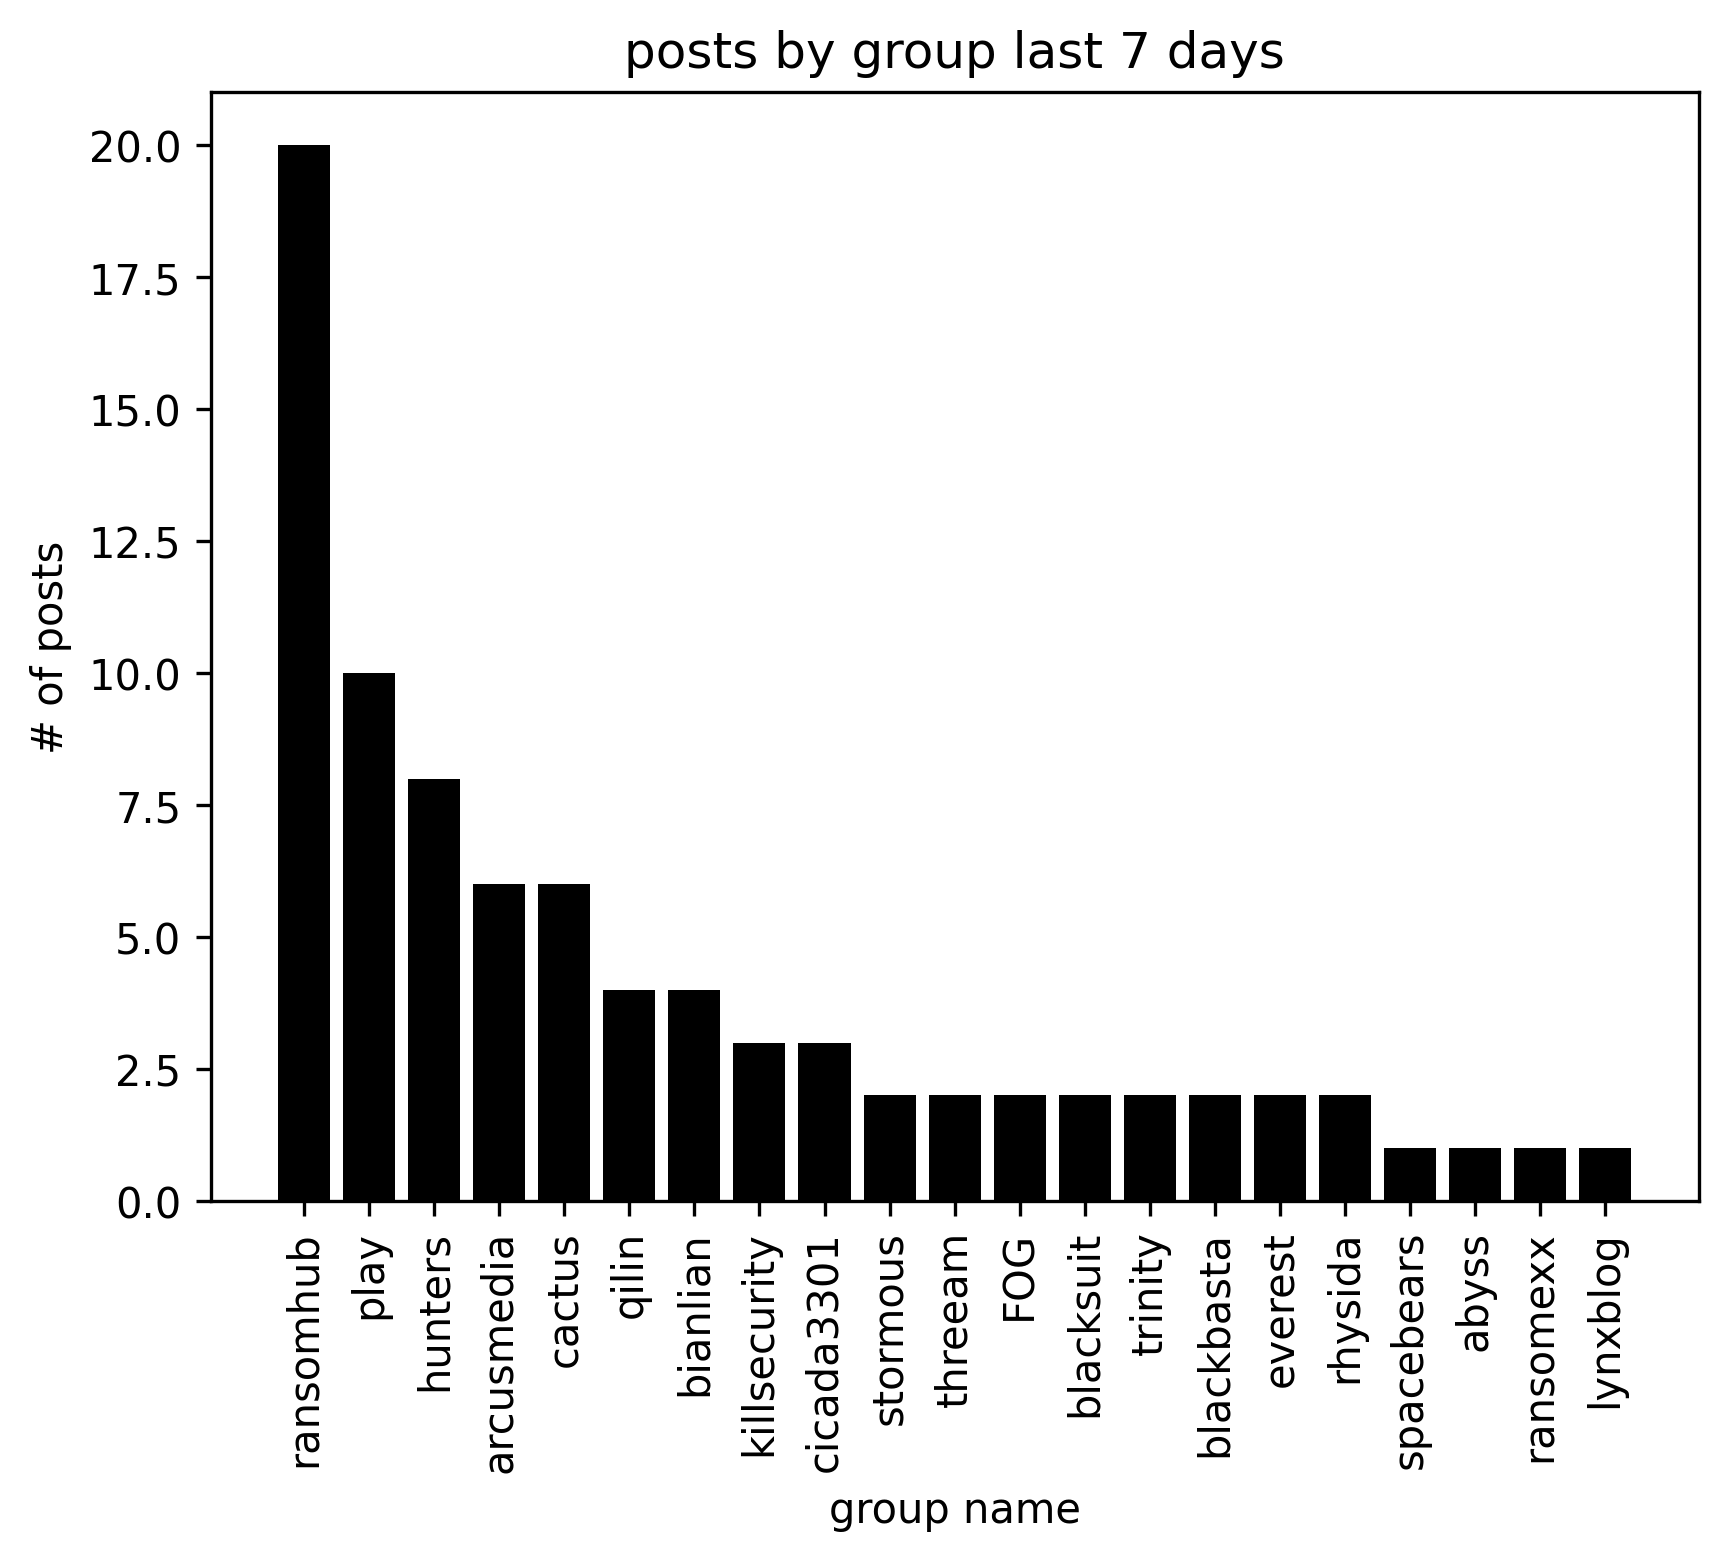 posts by group last 7 days
20.0
17.5
15.0
12.5
10.0
7.5
5.0
2.5
0.0
# of posts
ransomhub
play
hunters
arcusmedia
cactus
qilin
bianlian
killsecurity
cicada3301
stormous
threeam
FOG
blacksuit
trinity
blackbasta
everest
rhysida
spacebears
abyss
ransomexx
lynxblog
group name